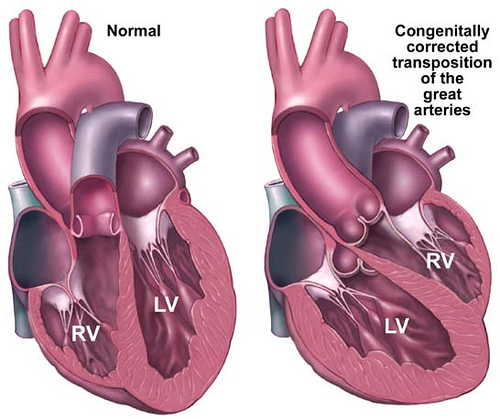 Normal
Congenitally
corrected
transposition
of the
great
arteries
RV
LV
RV
LV